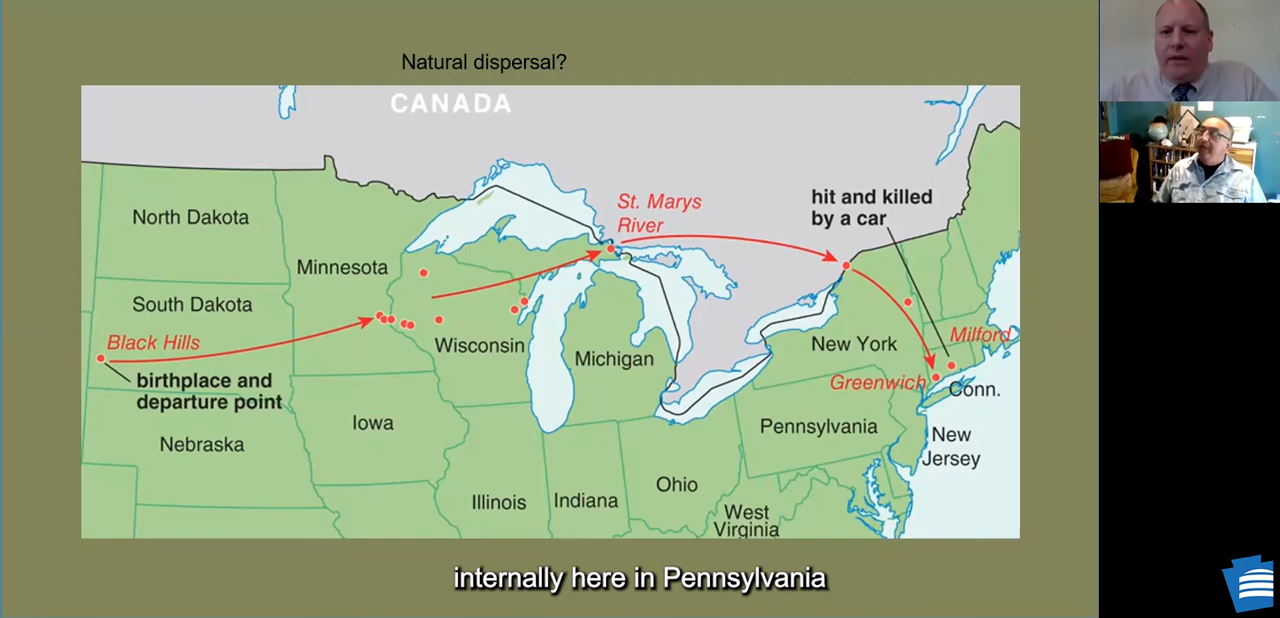 Natural dispersal?
CANADA
St. Marys
River
hit and killed
by a car
North Dakota
Minnesota
South Dakota
Black Hills
birthplace and
departure point
Wisconsin
Michigan
New York
Milford
Greenwich
Conn.
Nebraska
Iowa
Pennsylvania
New
Jersey
Illinois
Indiana
Ohio
West
Virginia
internally here in Pennsylvania